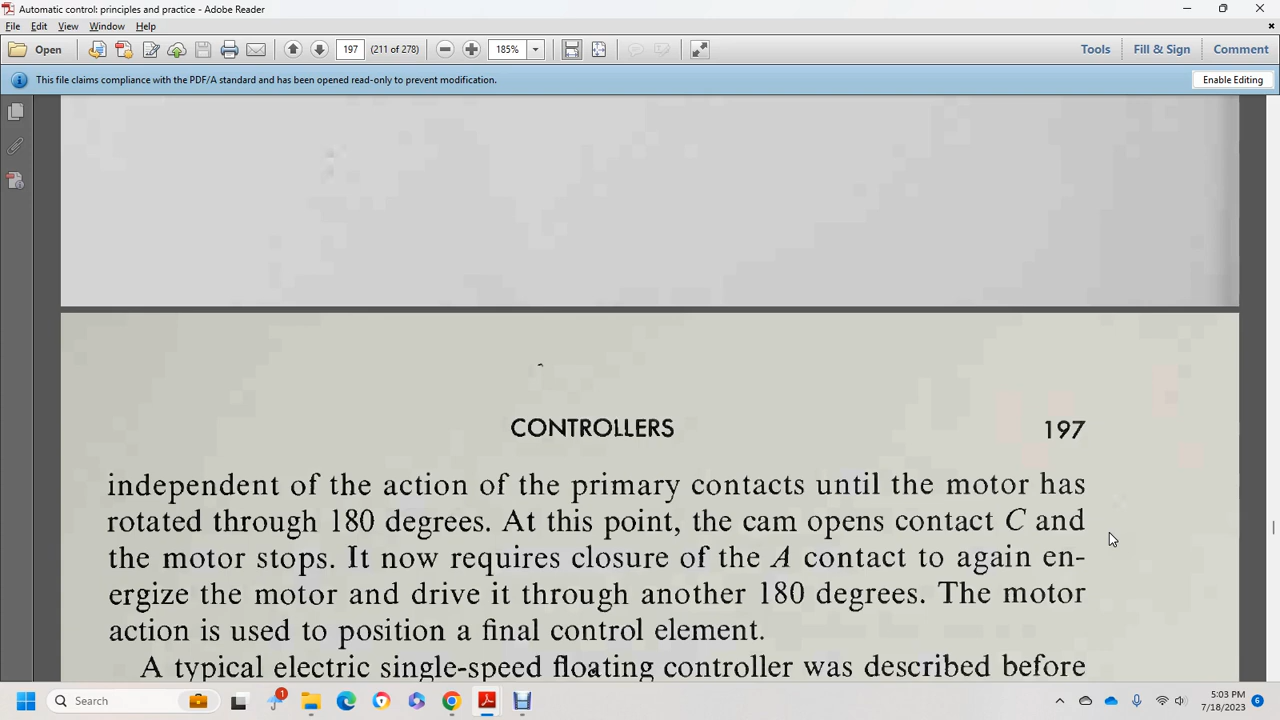 Automatic control: principles and practice - Adobe Reader
File Edit View Window Help
Open 197 (211 of 278) 185% Tools Fill & Sign Comment
This file claims compliance with the PDF/A standard and has been opened read-only to prevent modification. Enable Editing
CONTROLLERS 197
independent of the action of the primary contacts until the motor has
rotated through 180 degrees. At this point, the cam opens contact C and
the motor stops. It now requires closure of the A contact to again en-
ergize the motor and drive it through another 180 degrees. The motor
action is used to position a final control element.
A typical electric single-speed floating controller was described before
Search 1 5:03 PM
7/18/2023 6